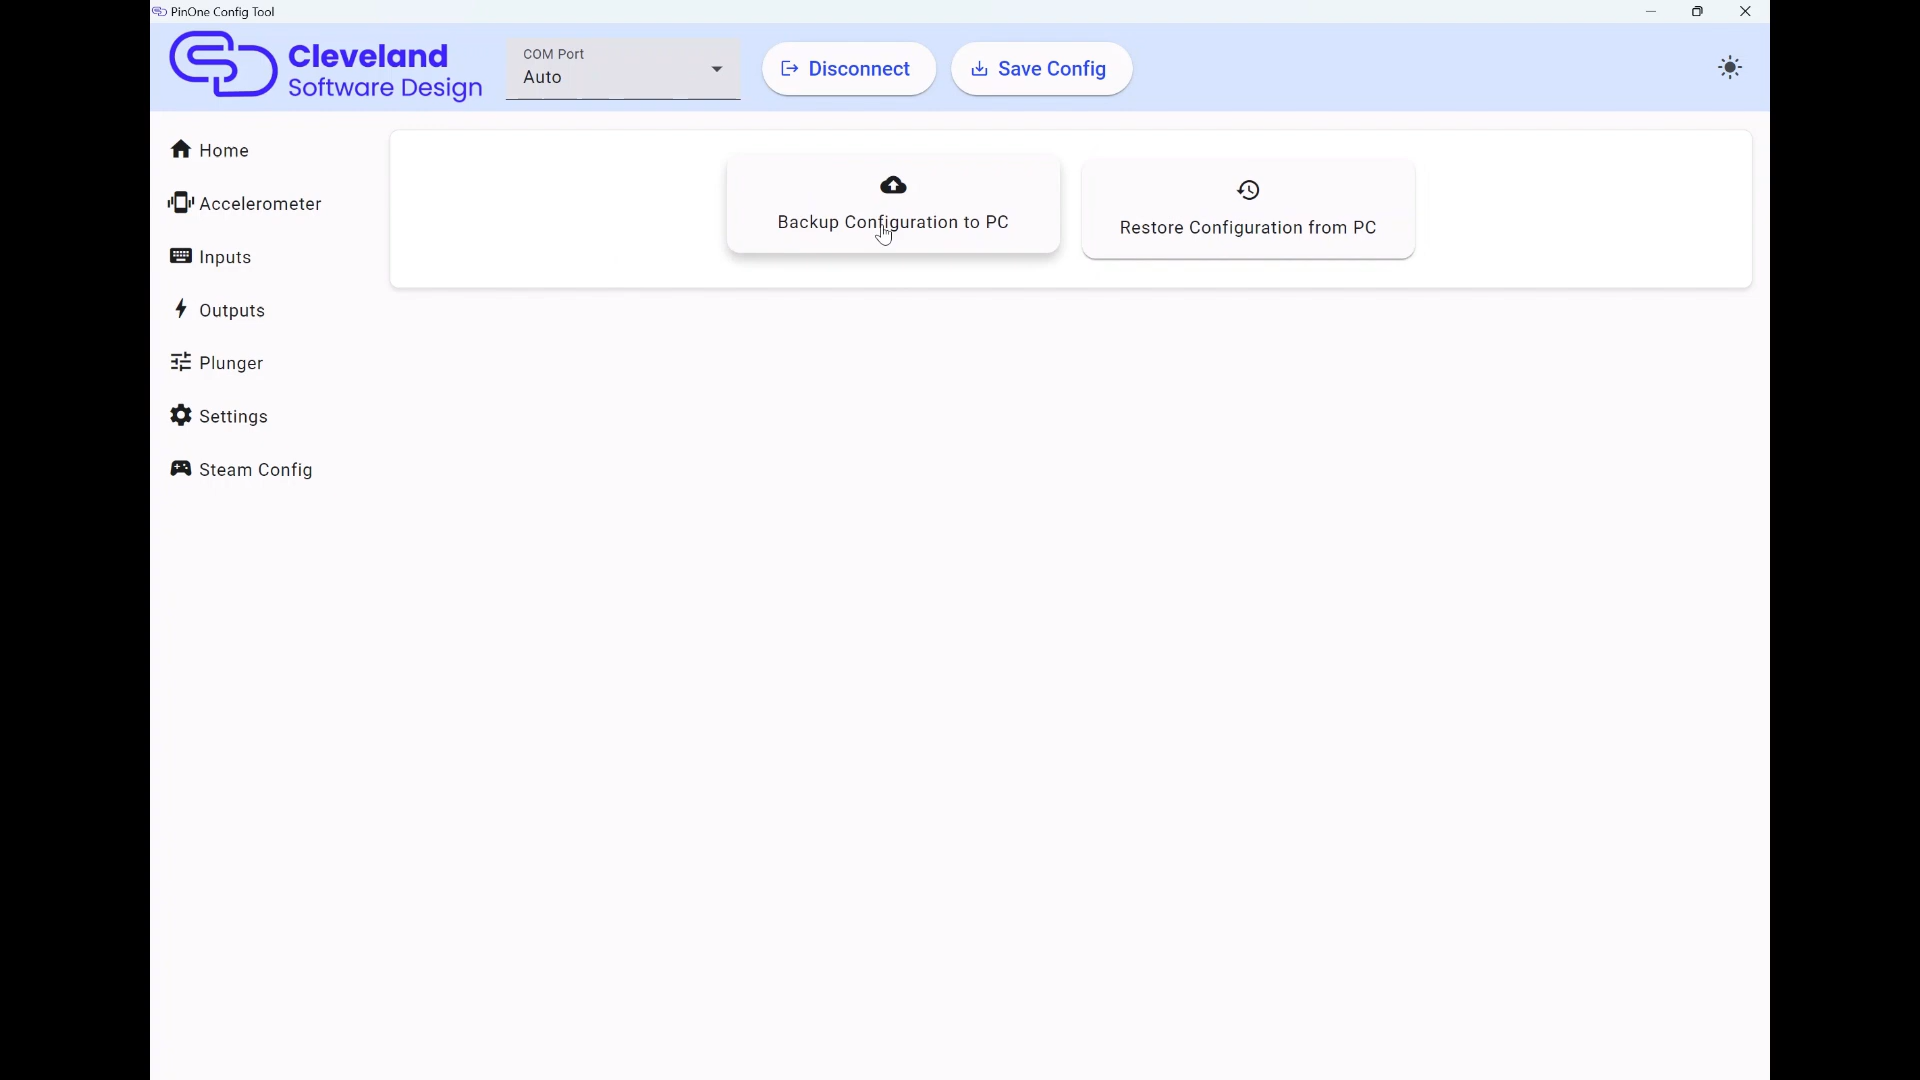 PinOne Config Tool
Cleveland
Software Design
COM Port
Auto
Disconnect
Save Config
Home
Accelerometer
Inputs
Outputs
Plunger
Settings
Steam Config
Backup Configuration to PC
Restore Configuration from PC